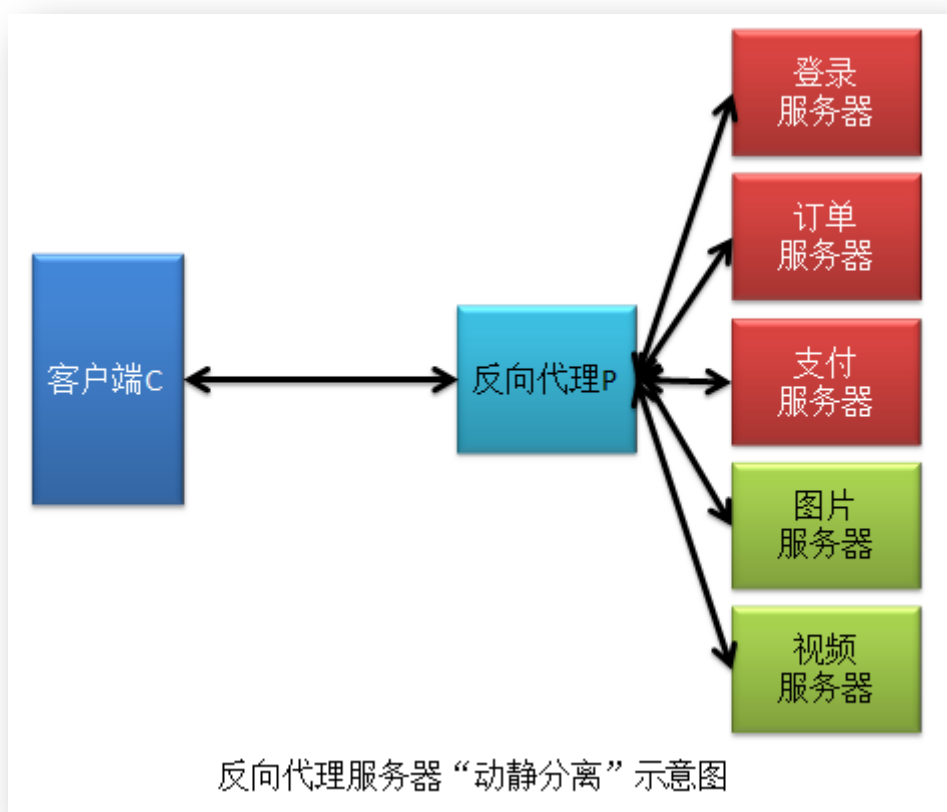 登录
服务器
订单
服务器
客户端C
反向代理P
支付
服务器
图片
服务器
视频
服务器
反向代理服务器“动静分离”示意图